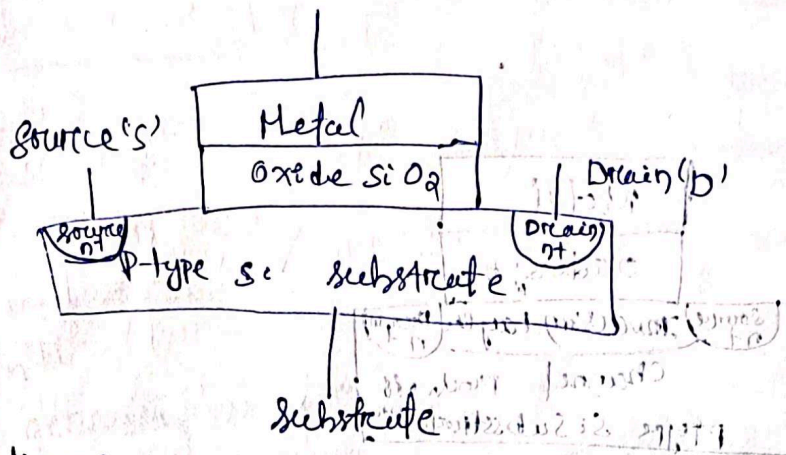 Source 'S'
Metal
Oxide SiO2
Drain 'D'
Source
n+
Drain
n+.
P-type Si substrate
Substrate